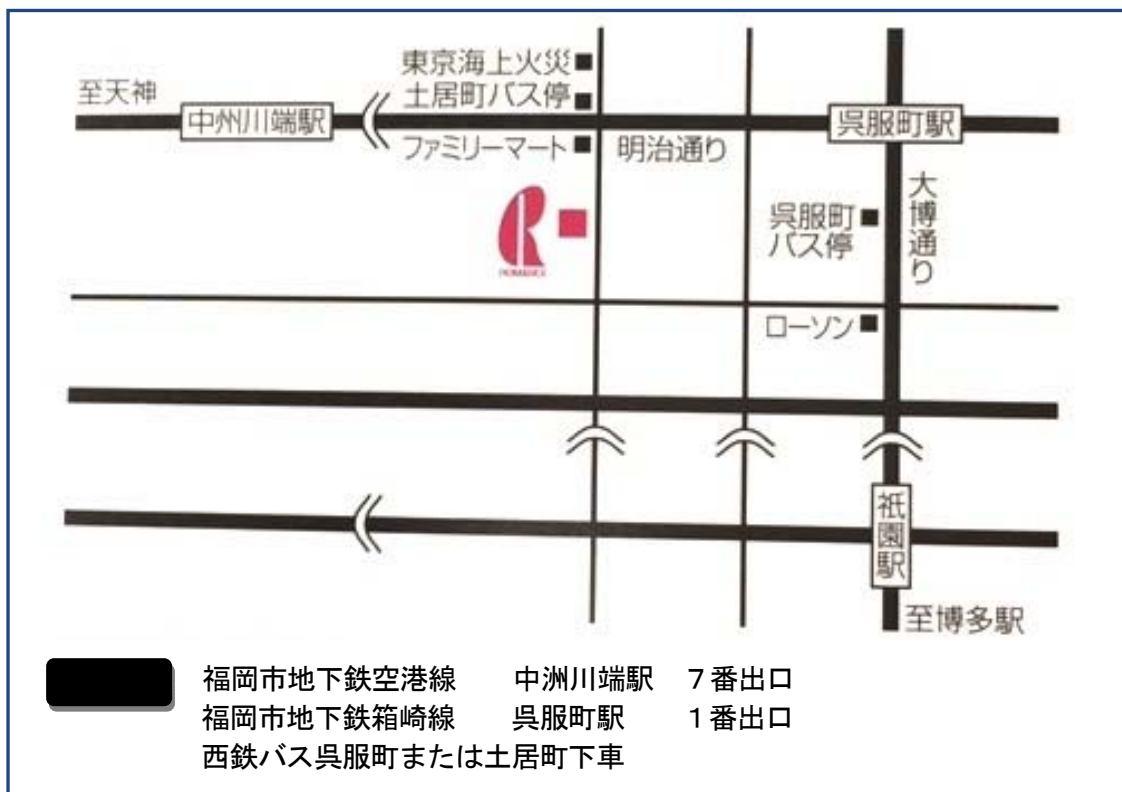 東京海上火災
土居町バス停
至天神
中州川端駅
呉服町駅
ファミリーマート
明治通り
大博通り
呉服町
バス停
R
ローソン
祇園駅
至博多駅
福岡市地下鉄空港線 中洲川端駅 7番出口
福岡市地下鉄箱崎線 呉服町駅 1番出口
西鉄バス呉服町または土居町下車